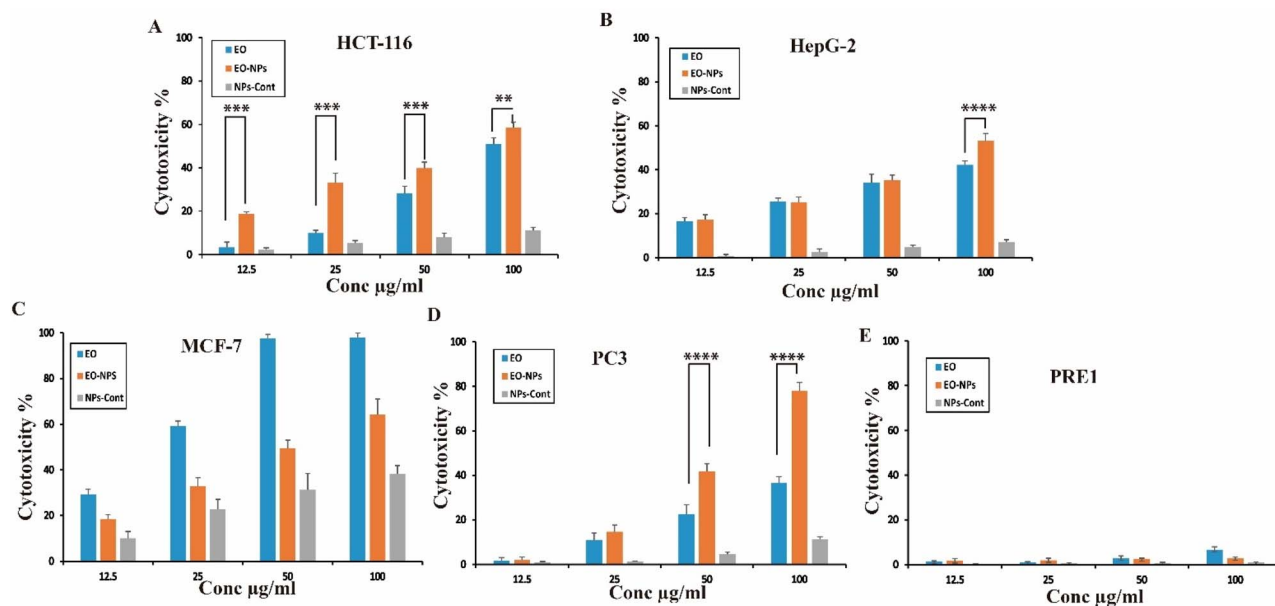 A
HCT-116
100
80
60
40
20
0
EO
EO-NPs
NPs-Cont
***
***
***
**
Cytotoxicity %
12.5 25 50 100
Conc µg/ml
B
HepG-2
100
80
60
40
20
0
EO
EO-NPs
NPs-Cont
****
Cytotoxicity %
12.5 25 50 100
Conc µg/ml
C
MCF-7
100
80
60
40
20
0
EO
EO-NPS
NPs-Cont
Cytotoxicity %
12.5 25 50 100
Conc µg/ml
D
PC3
100
80
60
40
20
0
EO
EO-NPs
NPs-Cont
****
****
Cytotoxicity %
12.5 25 50 100
Conc µg/ml
E
PRE1
100
80
60
40
20
0
EO
EO-NPs
NPs-Cont
Cytotoxicity %
12.5 25 50 100
Conc µg/ml